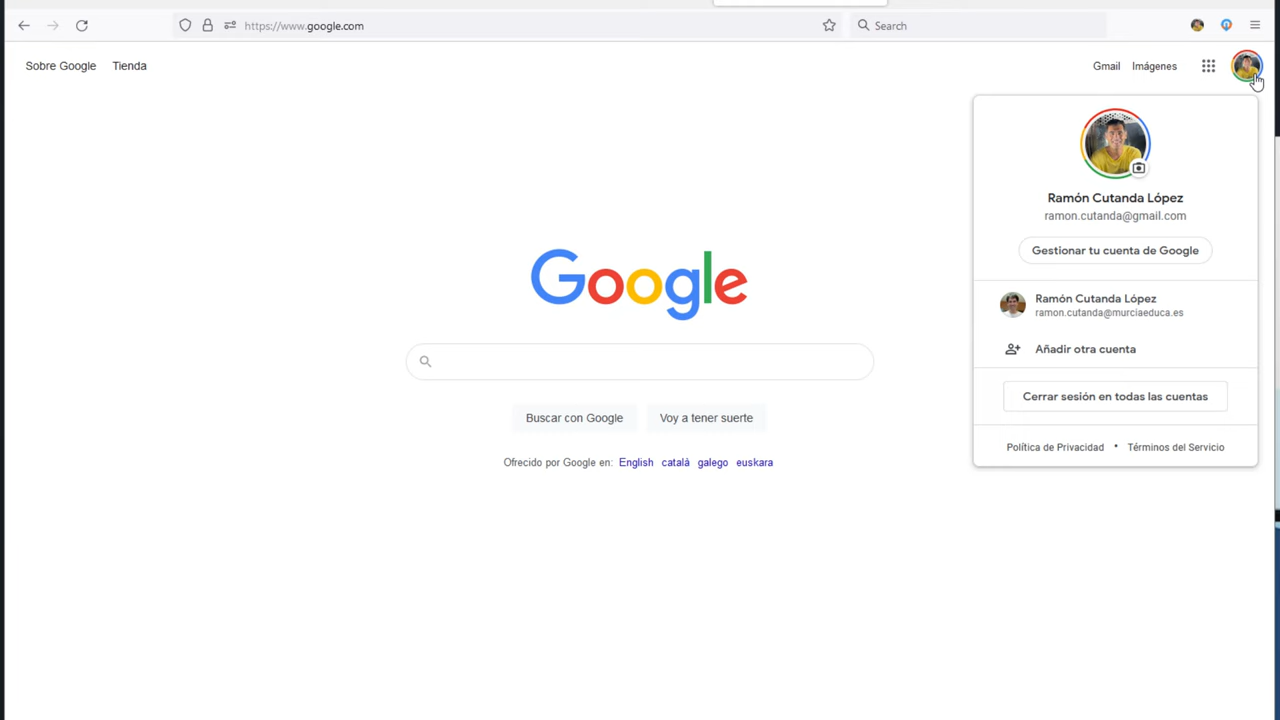 https://www.google.com
Search
Sobre Google
Tienda
Gmail
Imágenes
Ramón Cutanda López
ramon.cutanda@gmail.com
Gestionar tu cuenta de Google
Ramón Cutanda López
ramon.cutanda@murciaeduca.es
Añadir otra cuenta
Cerrar sesión en todas las cuentas
Política de Privacidad • Términos del Servicio
Google
Buscar con Google
Voy a tener suerte
Ofrecido por Google en: English català galego euskara